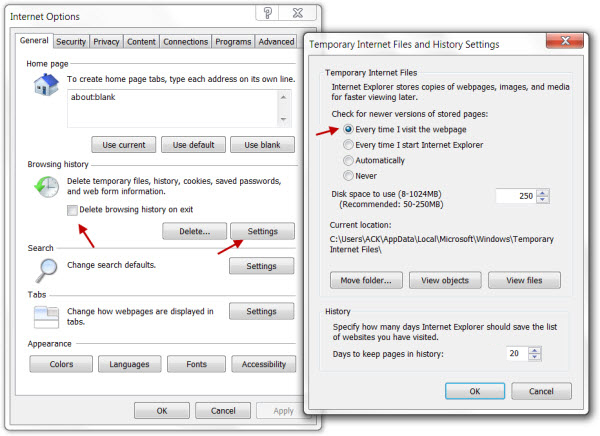 Internet Options
?
General Security Privacy Content Connections Programs Advanced
Home page
To create home page tabs, type each address on its own line.
about:blank
Use current Use default Use blank
Browsing history
Delete temporary files, history, cookies, saved passwords,
and web form information.
Delete browsing history on exit
Delete... Settings
Search
Change search defaults. Settings
Tabs
Change how webpages are displayed in
tabs.
Settings
Appearance
Colors Languages Fonts Accessibility
OK Cancel Apply
Temporary Internet Files and History Settings
Temporary Internet Files
Internet Explorer stores copies of webpages, images, and media
for faster viewing later.
Check for newer versions of stored pages:
Every time I visit the webpage
Every time I start Internet Explorer
Automatically
Never
Disk space to use (8-1024MB)
(Recommended: 50-250MB)
250
Current location:
C:\Users\ACK\AppData\Local\Microsoft\Windows\Temporary
Internet Files\
Move folder... View objects View files
History
Specify how many days Internet Explorer should save the list
of websites you have visited.
Days to keep pages in history: 20
OK Cancel